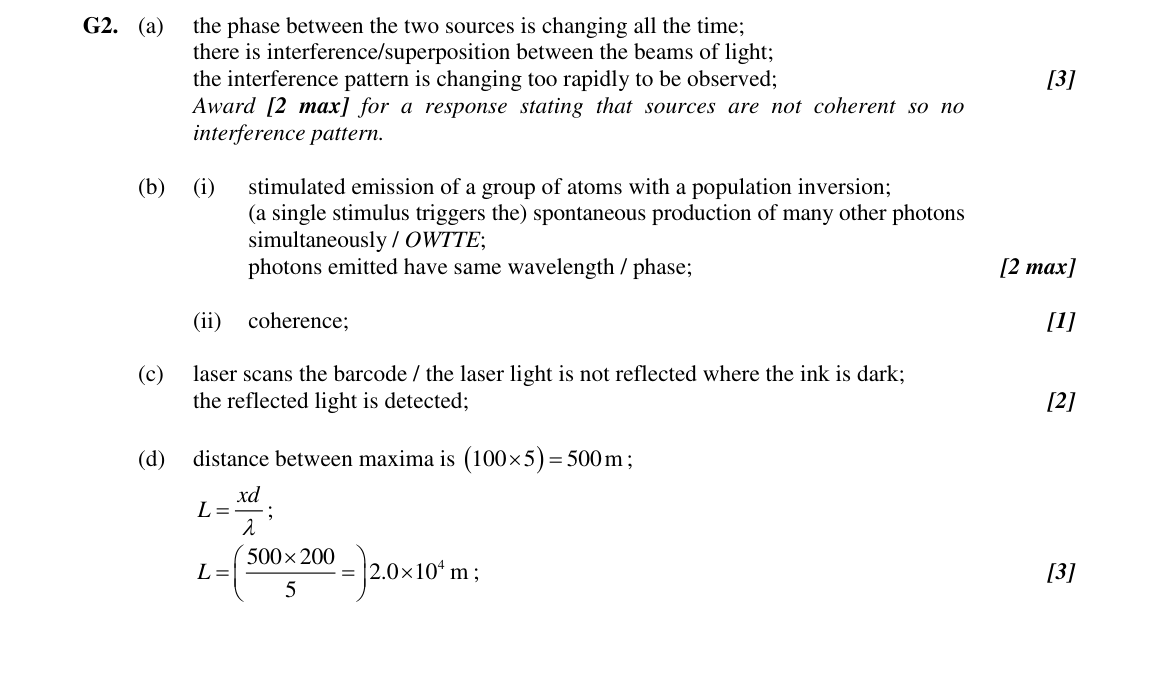 G2. (a) the phase between the two sources is changing all the time;
there is interference/superposition between the beams of light;
the interference pattern is changing too rapidly to be observed; [3]
Award [2 max] for a response stating that sources are not coherent so no
interference pattern.
(b) (i) stimulated emission of a group of atoms with a population inversion;
(a single stimulus triggers the) spontaneous production of many other photons
simultaneously / OWTTE;
photons emitted have same wavelength / phase; [2 max]
(ii) coherence; [1]
(c) laser scans the barcode / the laser light is not reflected where the ink is dark;
the reflected light is detected; [2]
(d) distance between maxima is (100×5)=500m;
L = xd/λ;
L = (500×200/5 =) 2.0×10⁴ m; [3]